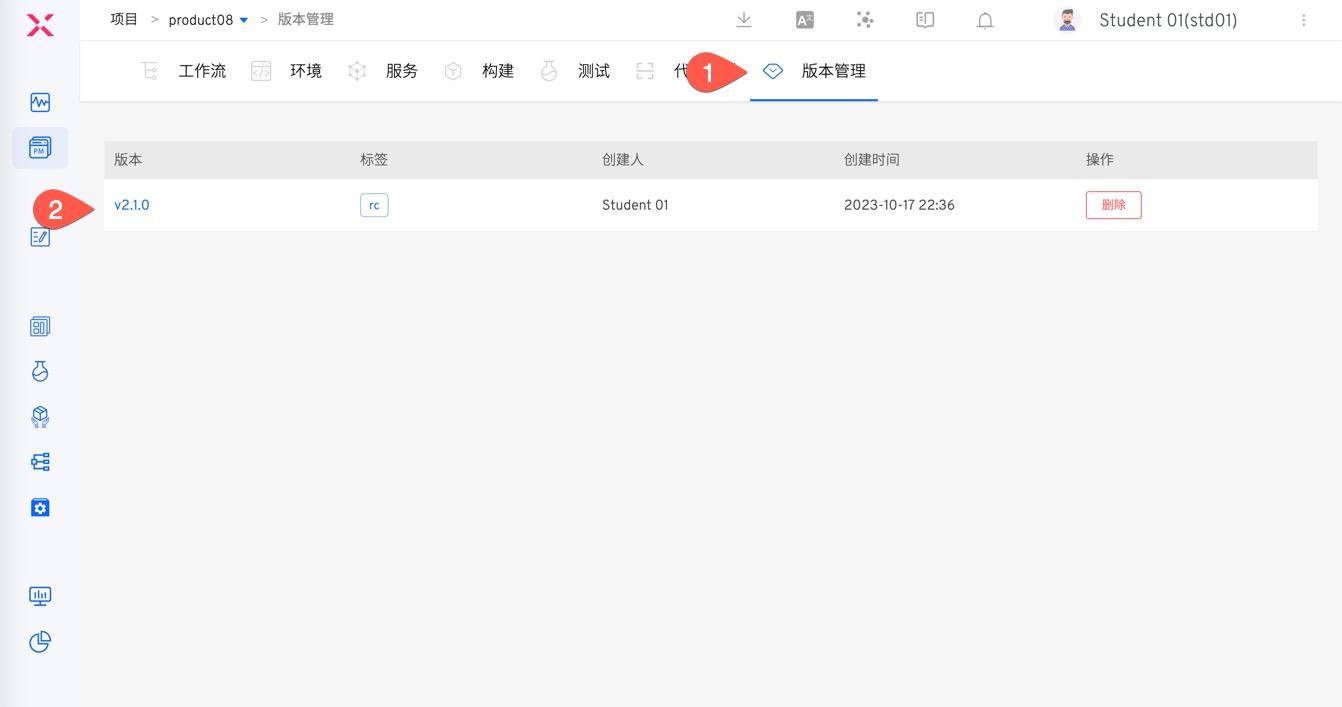 项目 > product08 > 版本管理 Student 01(std01)
工作流 环境 服务 构建 测试 代 1 版本管理
PM
版本 标签 创建人 创建时间 操作
2 v2.1.0 rc Student 01 2023-10-17 22:36 删除